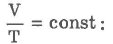 V/T = const: